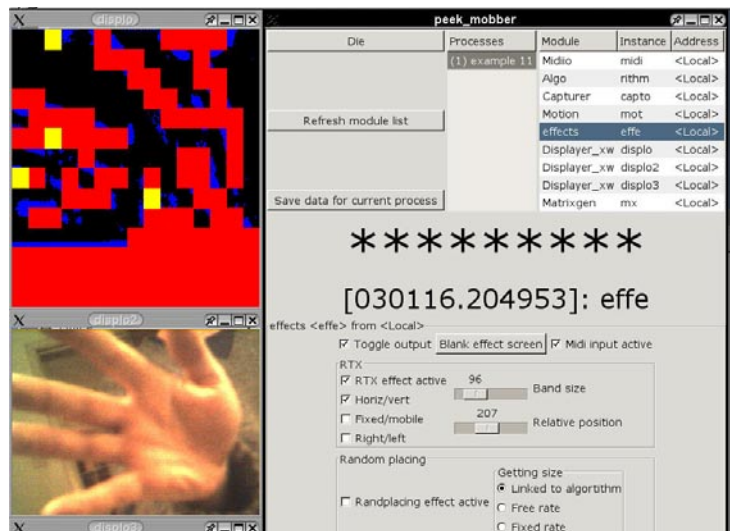 displo
peek_mobber
Die
Processes
Module
Instance
Address
(1) example 11
Midiio midi <Local>
Algo rithm <Local>
Capturer capto <Local>
Motion mot <Local>
effects effe <Local>
Displayer_xw displo <Local>
Displayer_xw displo2 <Local>
Displayer_xw displo3 <Local>
Matrixgen mx <Local>
Refresh module list
Save data for current process
*********
[030116.204953]: effe
displo2
effects <effe> from <Local>
Toggle output
Blank effect screen
Midi input active
RTX
RTX effect active
96
Band size
Horiz/vert
Fixed/mobile
207
Relative position
Right/left
Random placing
Getting size
Randplacing effect active
Linked to algortithm
Free rate
Fixed rate
displo3